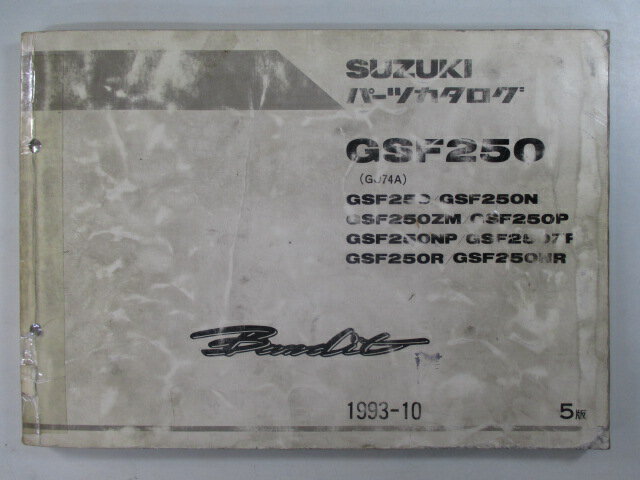 SUZUKI
パーツカタログ
GSF250
(GJ74A)
GSF250/GSF250N
GSF250ZM/GSF250P
GSF250NP/
GSF250R/GSF250NR
Bandit
1993-10
5版